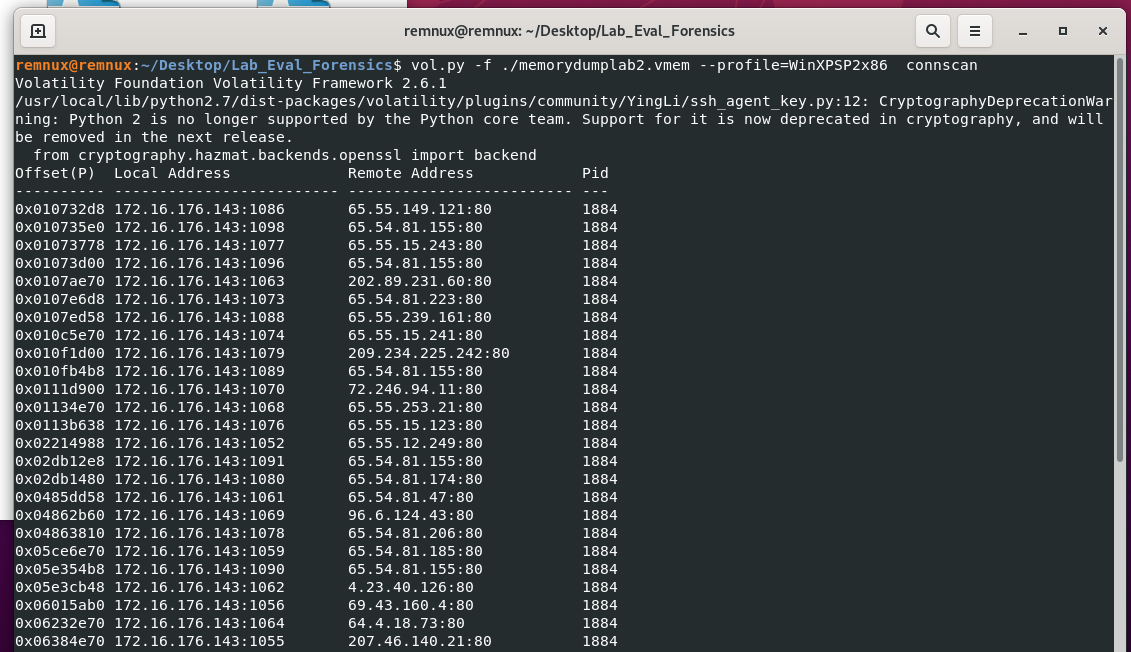 remnux@remnux: ~/Desktop/Lab_Eval_Forensics
remnux@remnux:~/Desktop/Lab_Eval_Forensics$ vol.py -f ./memorydumplab2.vmem --profile=WinXPSP2x86  connscan
Volatility Foundation Volatility Framework 2.6.1
/usr/local/lib/python2.7/dist-packages/volatility/plugins/community/YingLi/ssh_agent_key.py:12: CryptographyDeprecationWar
ning: Python 2 is no longer supported by the Python core team. Support for it is now deprecated in cryptography, and will
be removed in the next release.
  from cryptography.hazmat.backends.openssl import backend
Offset(P)  Local Address             Remote Address            Pid
---------- ------------------------- ------------------------- ---
0x010732d8 172.16.176.143:1086       65.55.149.121:80          1884
0x010735e0 172.16.176.143:1098       65.54.81.155:80           1884
0x01073778 172.16.176.143:1077       65.55.15.243:80           1884
0x01073d00 172.16.176.143:1096       65.54.81.155:80           1884
0x0107ae70 172.16.176.143:1063       202.89.231.60:80          1884
0x0107e6d8 172.16.176.143:1073       65.54.81.223:80           1884
0x0107ed58 172.16.176.143:1088       65.55.239.161:80          1884
0x010c5e70 172.16.176.143:1074       65.55.15.241:80           1884
0x010f1d00 172.16.176.143:1079       209.234.225.242:80        1884
0x010fb4b8 172.16.176.143:1089       65.54.81.155:80           1884
0x0111d900 172.16.176.143:1070       72.246.94.11:80           1884
0x01134e70 172.16.176.143:1068       65.55.253.21:80           1884
0x0113b638 172.16.176.143:1076       65.55.15.123:80           1884
0x02214988 172.16.176.143:1052       65.55.12.249:80           1884
0x02db12e8 172.16.176.143:1091       65.54.81.155:80           1884
0x02db1480 172.16.176.143:1080       65.54.81.174:80           1884
0x0485dd58 172.16.176.143:1061       65.54.81.47:80            1884
0x04862b60 172.16.176.143:1069       96.6.124.43:80            1884
0x04863810 172.16.176.143:1078       65.54.81.206:80           1884
0x05ce6e70 172.16.176.143:1059       65.54.81.185:80           1884
0x05e354b8 172.16.176.143:1090       65.54.81.155:80           1884
0x05e3cb48 172.16.176.143:1062       4.23.40.126:80            1884
0x06015ab0 172.16.176.143:1056       69.43.160.4:80            1884
0x06232e70 172.16.176.143:1064       64.4.18.73:80             1884
0x06384e70 172.16.176.143:1055       207.46.140.21:80          1884